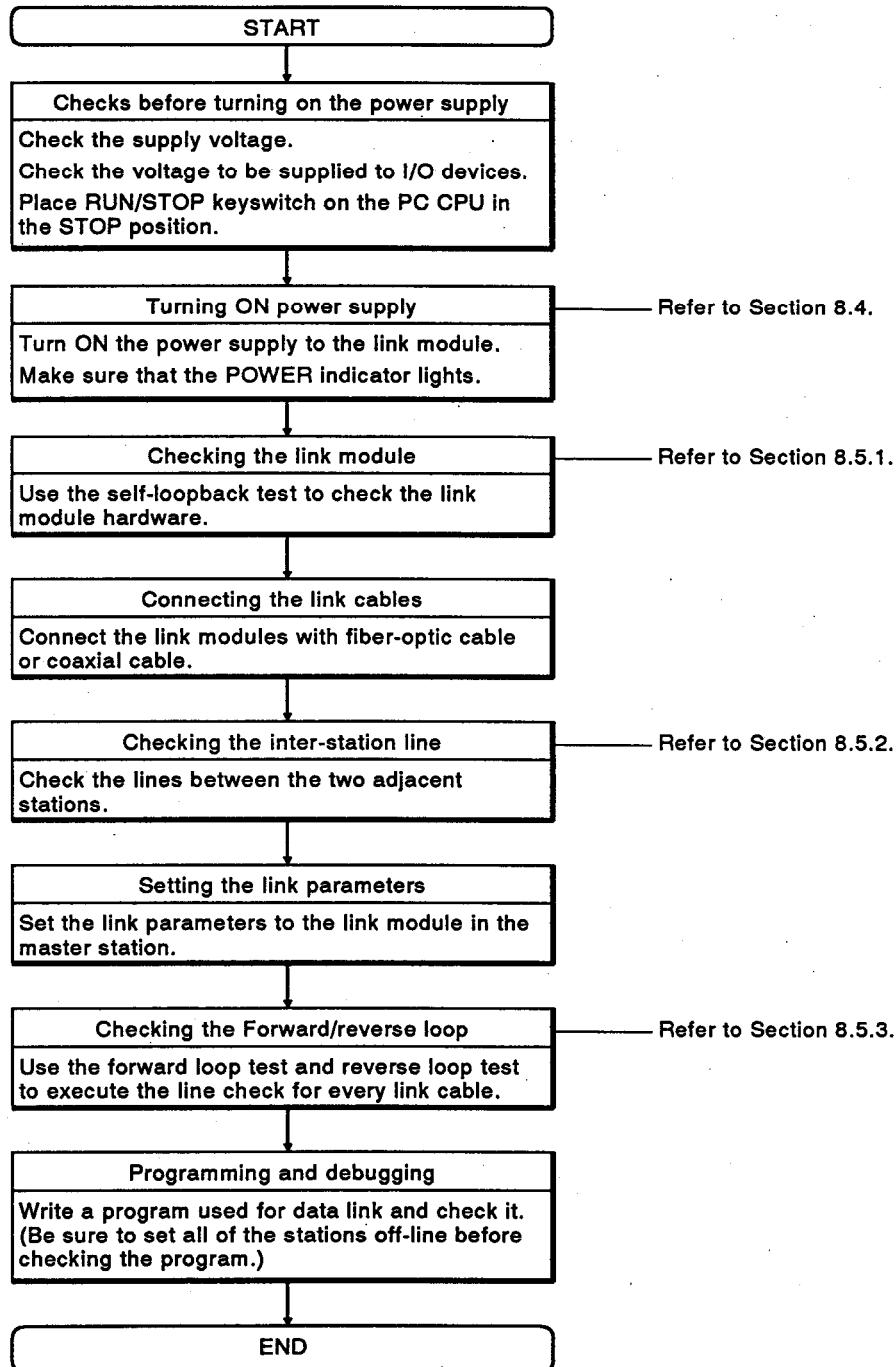 START
Checks before turning on the power supply
Check the supply voltage.
Check the voltage to be supplied to I/O devices.
Place RUN/STOP keyswitch on the PC CPU in
the STOP position.
Turning ON power supply
Refer to Section 8.4.
Turn ON the power supply to the link module.
Make sure that the POWER indicator lights.
Checking the link module
Refer to Section 8.5.1.
Use the self-loopback test to check the link
module hardware.
Connecting the link cables
Connect the link modules with fiber-optic cable
or coaxial cable.
Checking the inter-station line
Refer to Section 8.5.2.
Check the lines between the two adjacent
stations.
Setting the link parameters
Set the link parameters to the link module in the
master station.
Checking the Forward/reverse loop
Refer to Section 8.5.3.
Use the forward loop test and reverse loop test
to execute the line check for every link cable.
Programming and debugging
Write a program used for data link and check it.
(Be sure to set all of the stations off-line before
checking the program.)
END